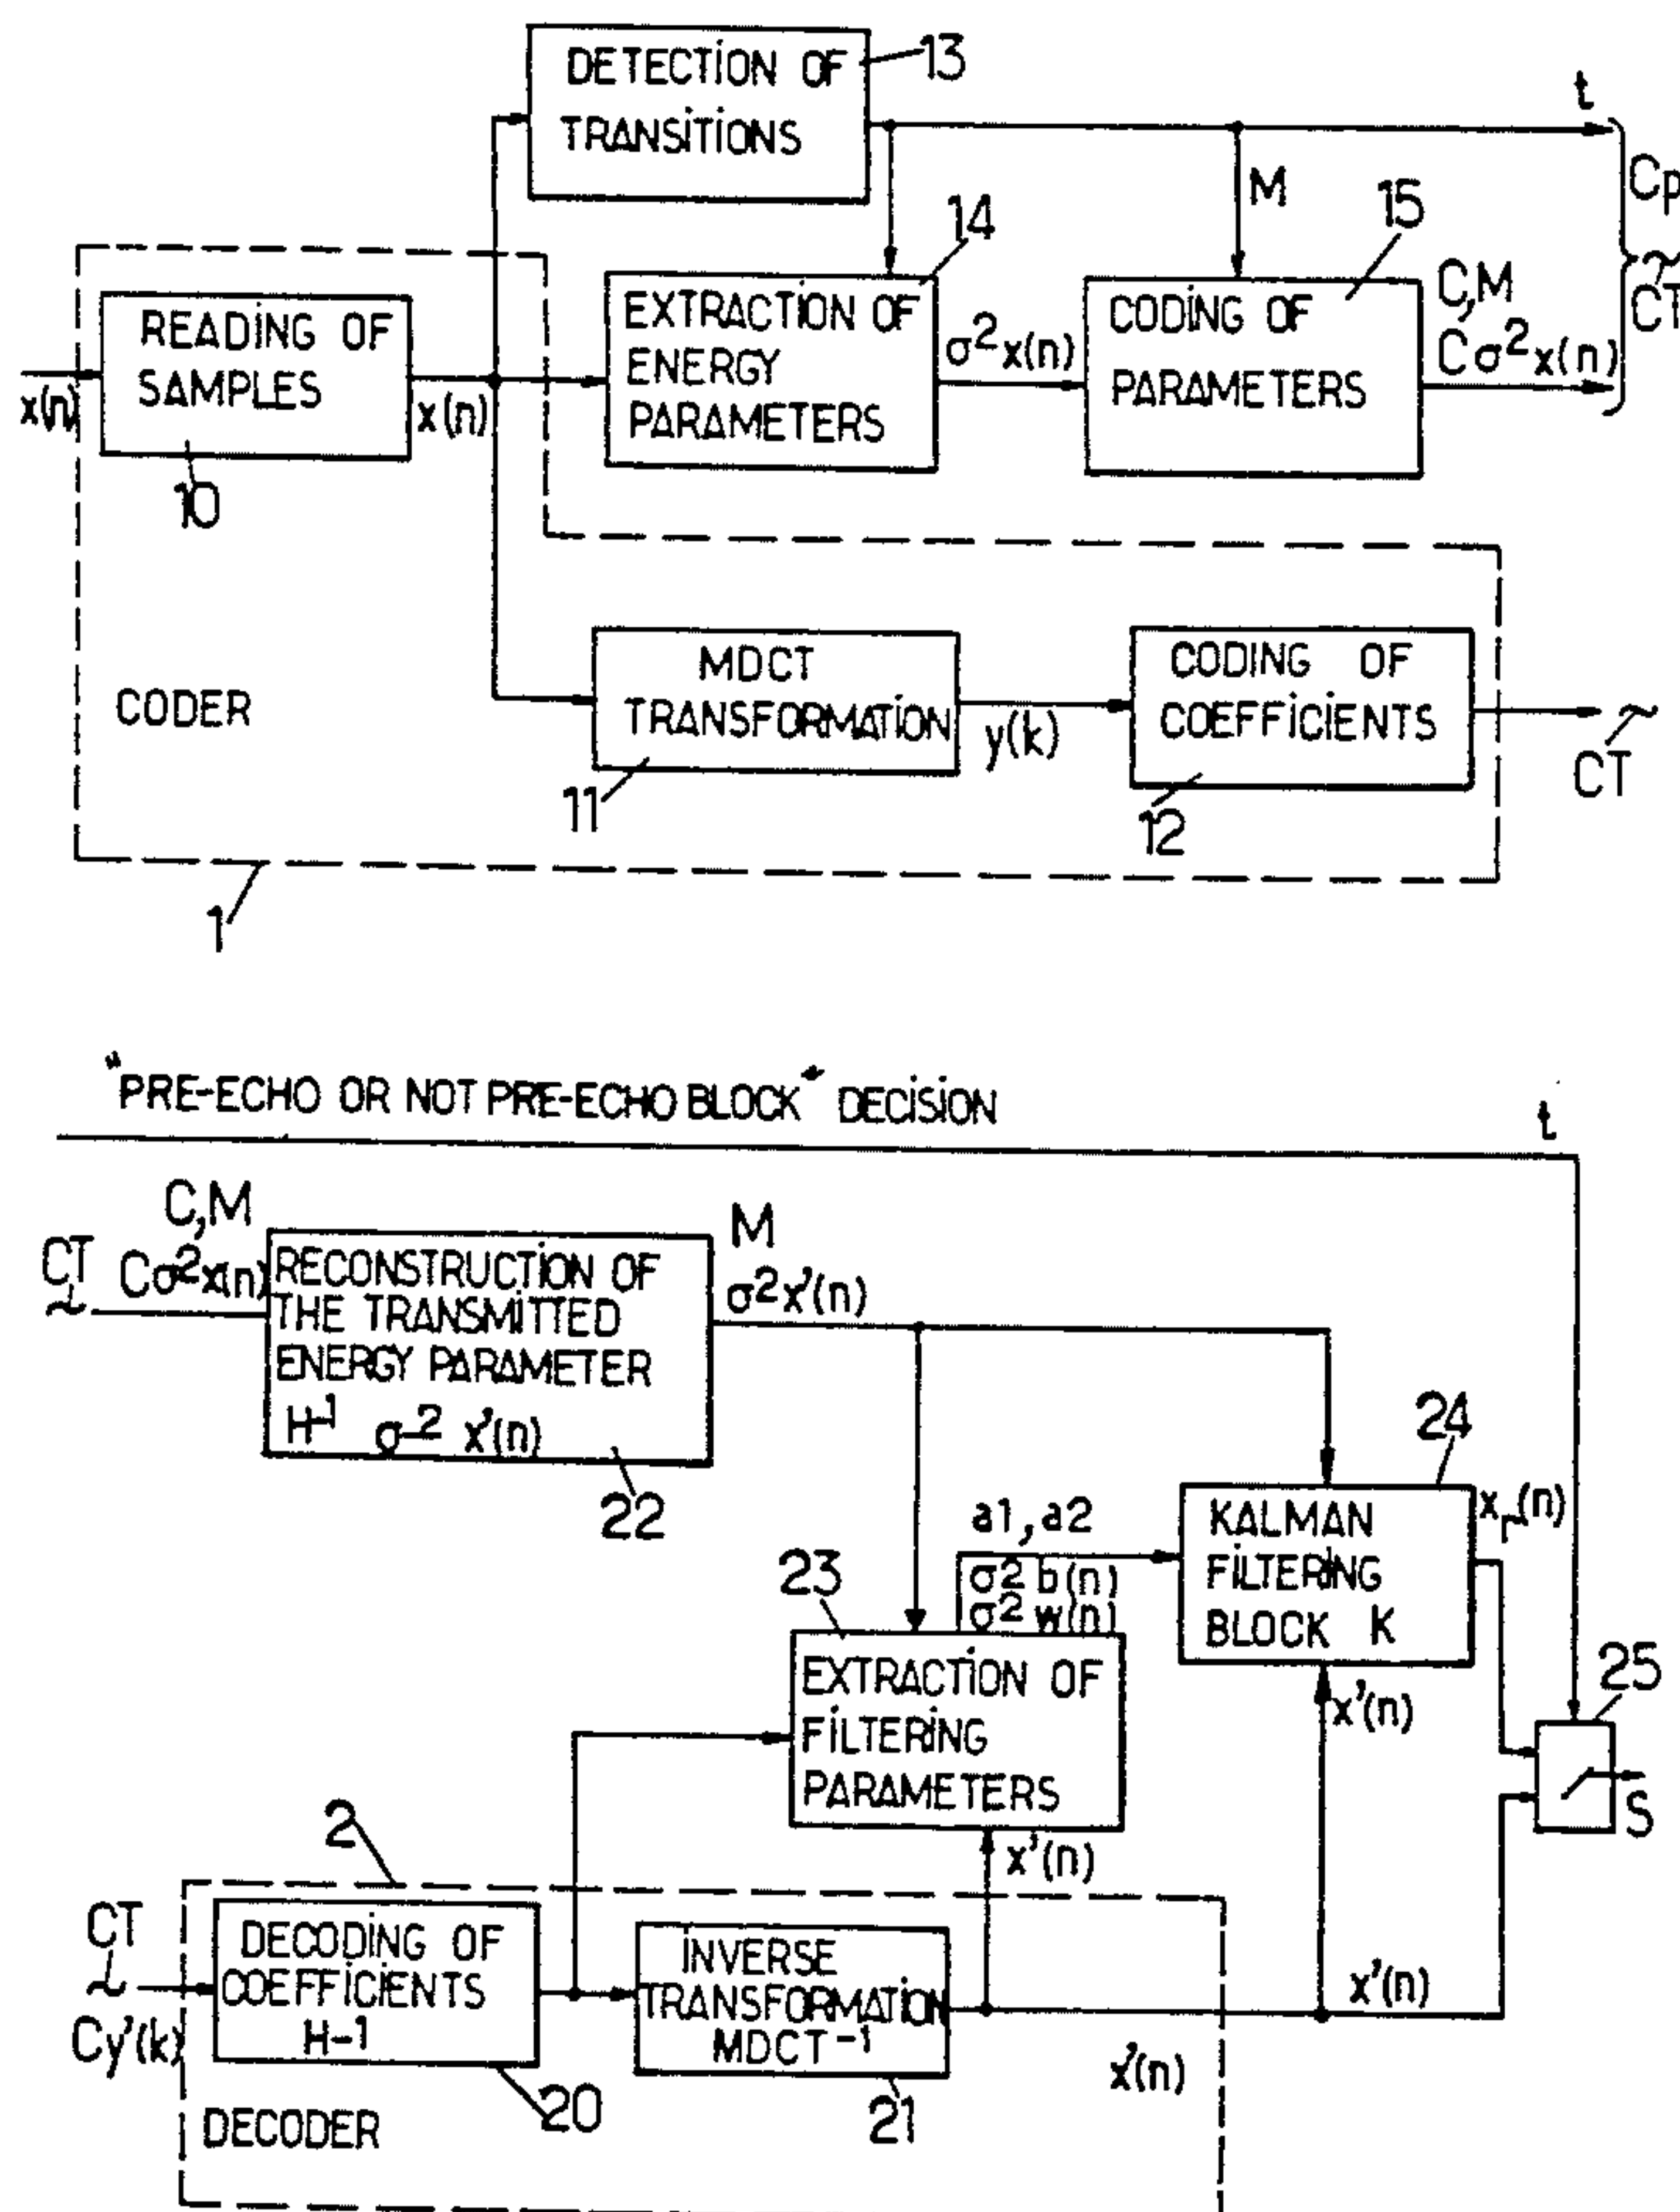 DETECTION OF
TRANSITIONS
13
t
Cp
M
14
15
READING OF
SAMPLES
x(n)
x(n)
10
EXTRACTION OF
ENERGY
PARAMETERS
σ²x(n)
CODING OF
PARAMETERS
C,M
Cσ²x(n)
CT
CODER
MDCT
TRANSFORMATION
11
y(k)
CODING OF
COEFFICIENTS
12
CT
1
"PRE-ECHO OR NOT PRE-ECHO BLOCK" DECISION
t
C,M
CT
Cσ²x(n)
RECONSTRUCTION OF
THE TRANSMITTED
ENERGY PARAMETER
H-1 σ-2 x'(n)
22
M
σ²x'(n)
24
KALMAN
FILTERING
BLOCK K
xr(n)
a1, a2
σ² b(n)
σ² w(n)
23
EXTRACTION OF
FILTERING
PARAMETERS
x'(n)
25
S
2
x'(n)
CT
Cy'(k)
DECODING OF
COEFFICIENTS
H-1
20
INVERSE
TRANSFORMATION
MDCT-1
21
x'(n)
x'(n)
DECODER